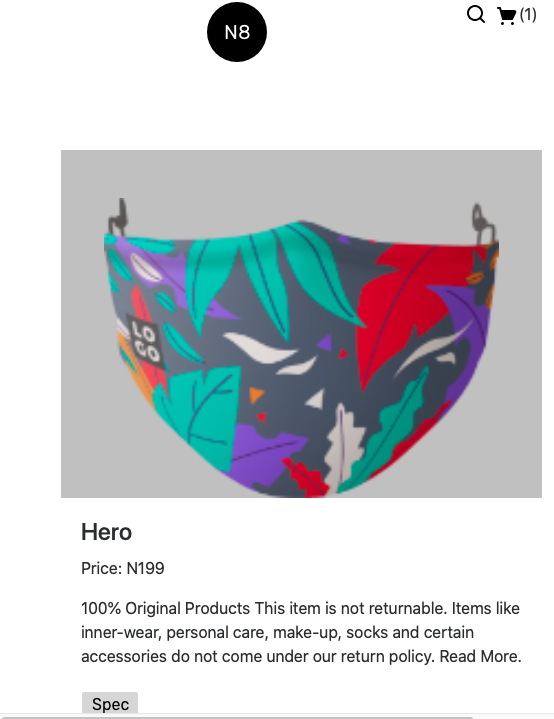 N8
(1)
LO
GO
Hero
Price: N199
100% Original Products This item is not returnable. Items like
inner-wear, personal care, make-up, socks and certain
accessories do not come under our return policy. Read More.
Spec